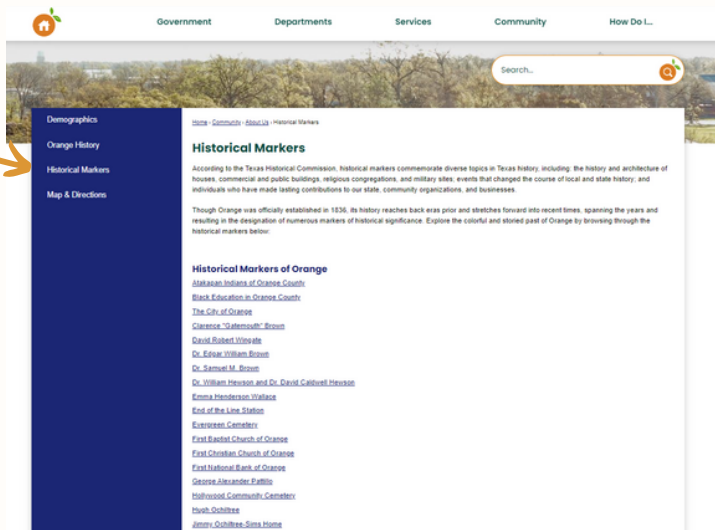 Government Departments Services Community How Do I...
Search...
Demographics
Orange History
Historical Markers
Map & Directions
Home › Community › About Us › Historical Markers
Historical Markers
According to the Texas Historical Commission, historical markers commemorate diverse topics in Texas history, including: the history and architecture of
houses, commercial and public buildings, religious congregations, and military sites; events that changed the course of local and state history; and
individuals who have made lasting contributions to our state, community organizations, and businesses.
Though Orange was officially established in 1836, its history reaches back eras prior and stretches forward into recent times, spanning the years and
resulting in the designation of numerous markers of historical significance. Explore the colorful and storied past of Orange by browsing through the
historical markers below:
Historical Markers of Orange
Atakapan Indians of Orange County
Black Education in Orange County
The City of Orange
Clarence "Gatemouth" Brown
David Robert Wingate
Dr. Edgar William Brown
Dr. Samuel M. Brown
Dr. William Hewson and Dr. David Caldwell Hewson
Emma Henderson Wallace
End of the Line Station
Evergreen Cemetery
First Baptist Church of Orange
First Christian Church of Orange
First National Bank of Orange
George Alexander Pattillo
Hollywood Community Cemetery
Hugh Ochiltree
Jimmy Ochiltree-Sims Home